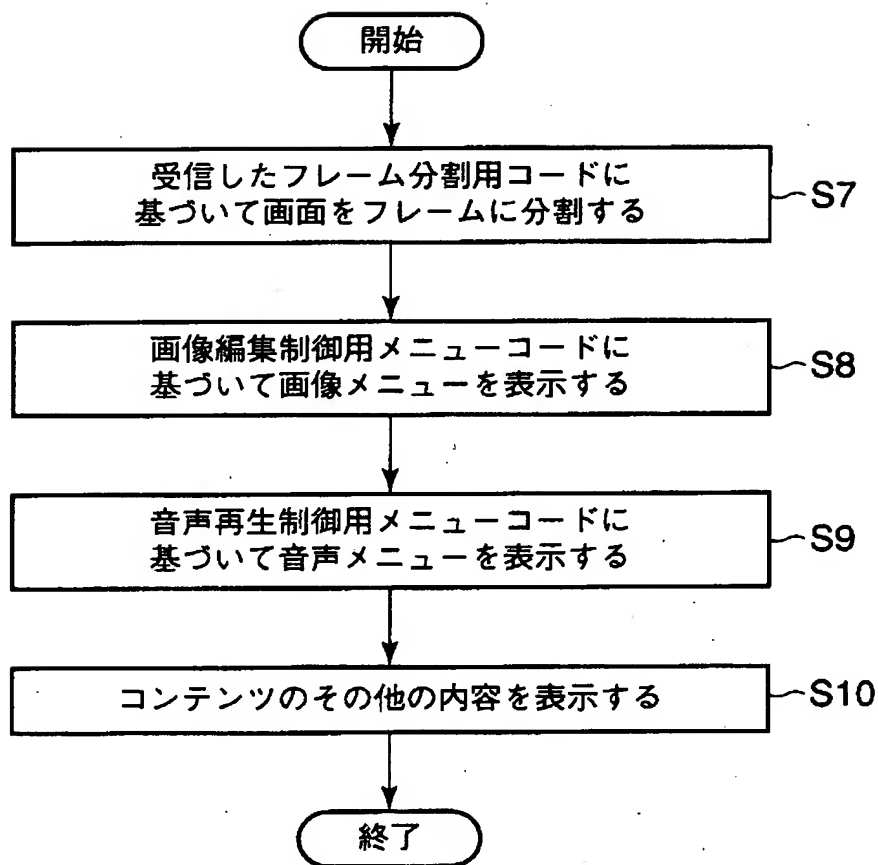 開始
受信したフレーム分割用コードに
基づいて画面をフレームに分割する
S7
画像編集制御用メニューコードに
基づいて画像メニューを表示する
S8
音声再生制御用メニューコードに
基づいて音声メニューを表示する
S9
コンテンツのその他の内容を表示する
S10
終了